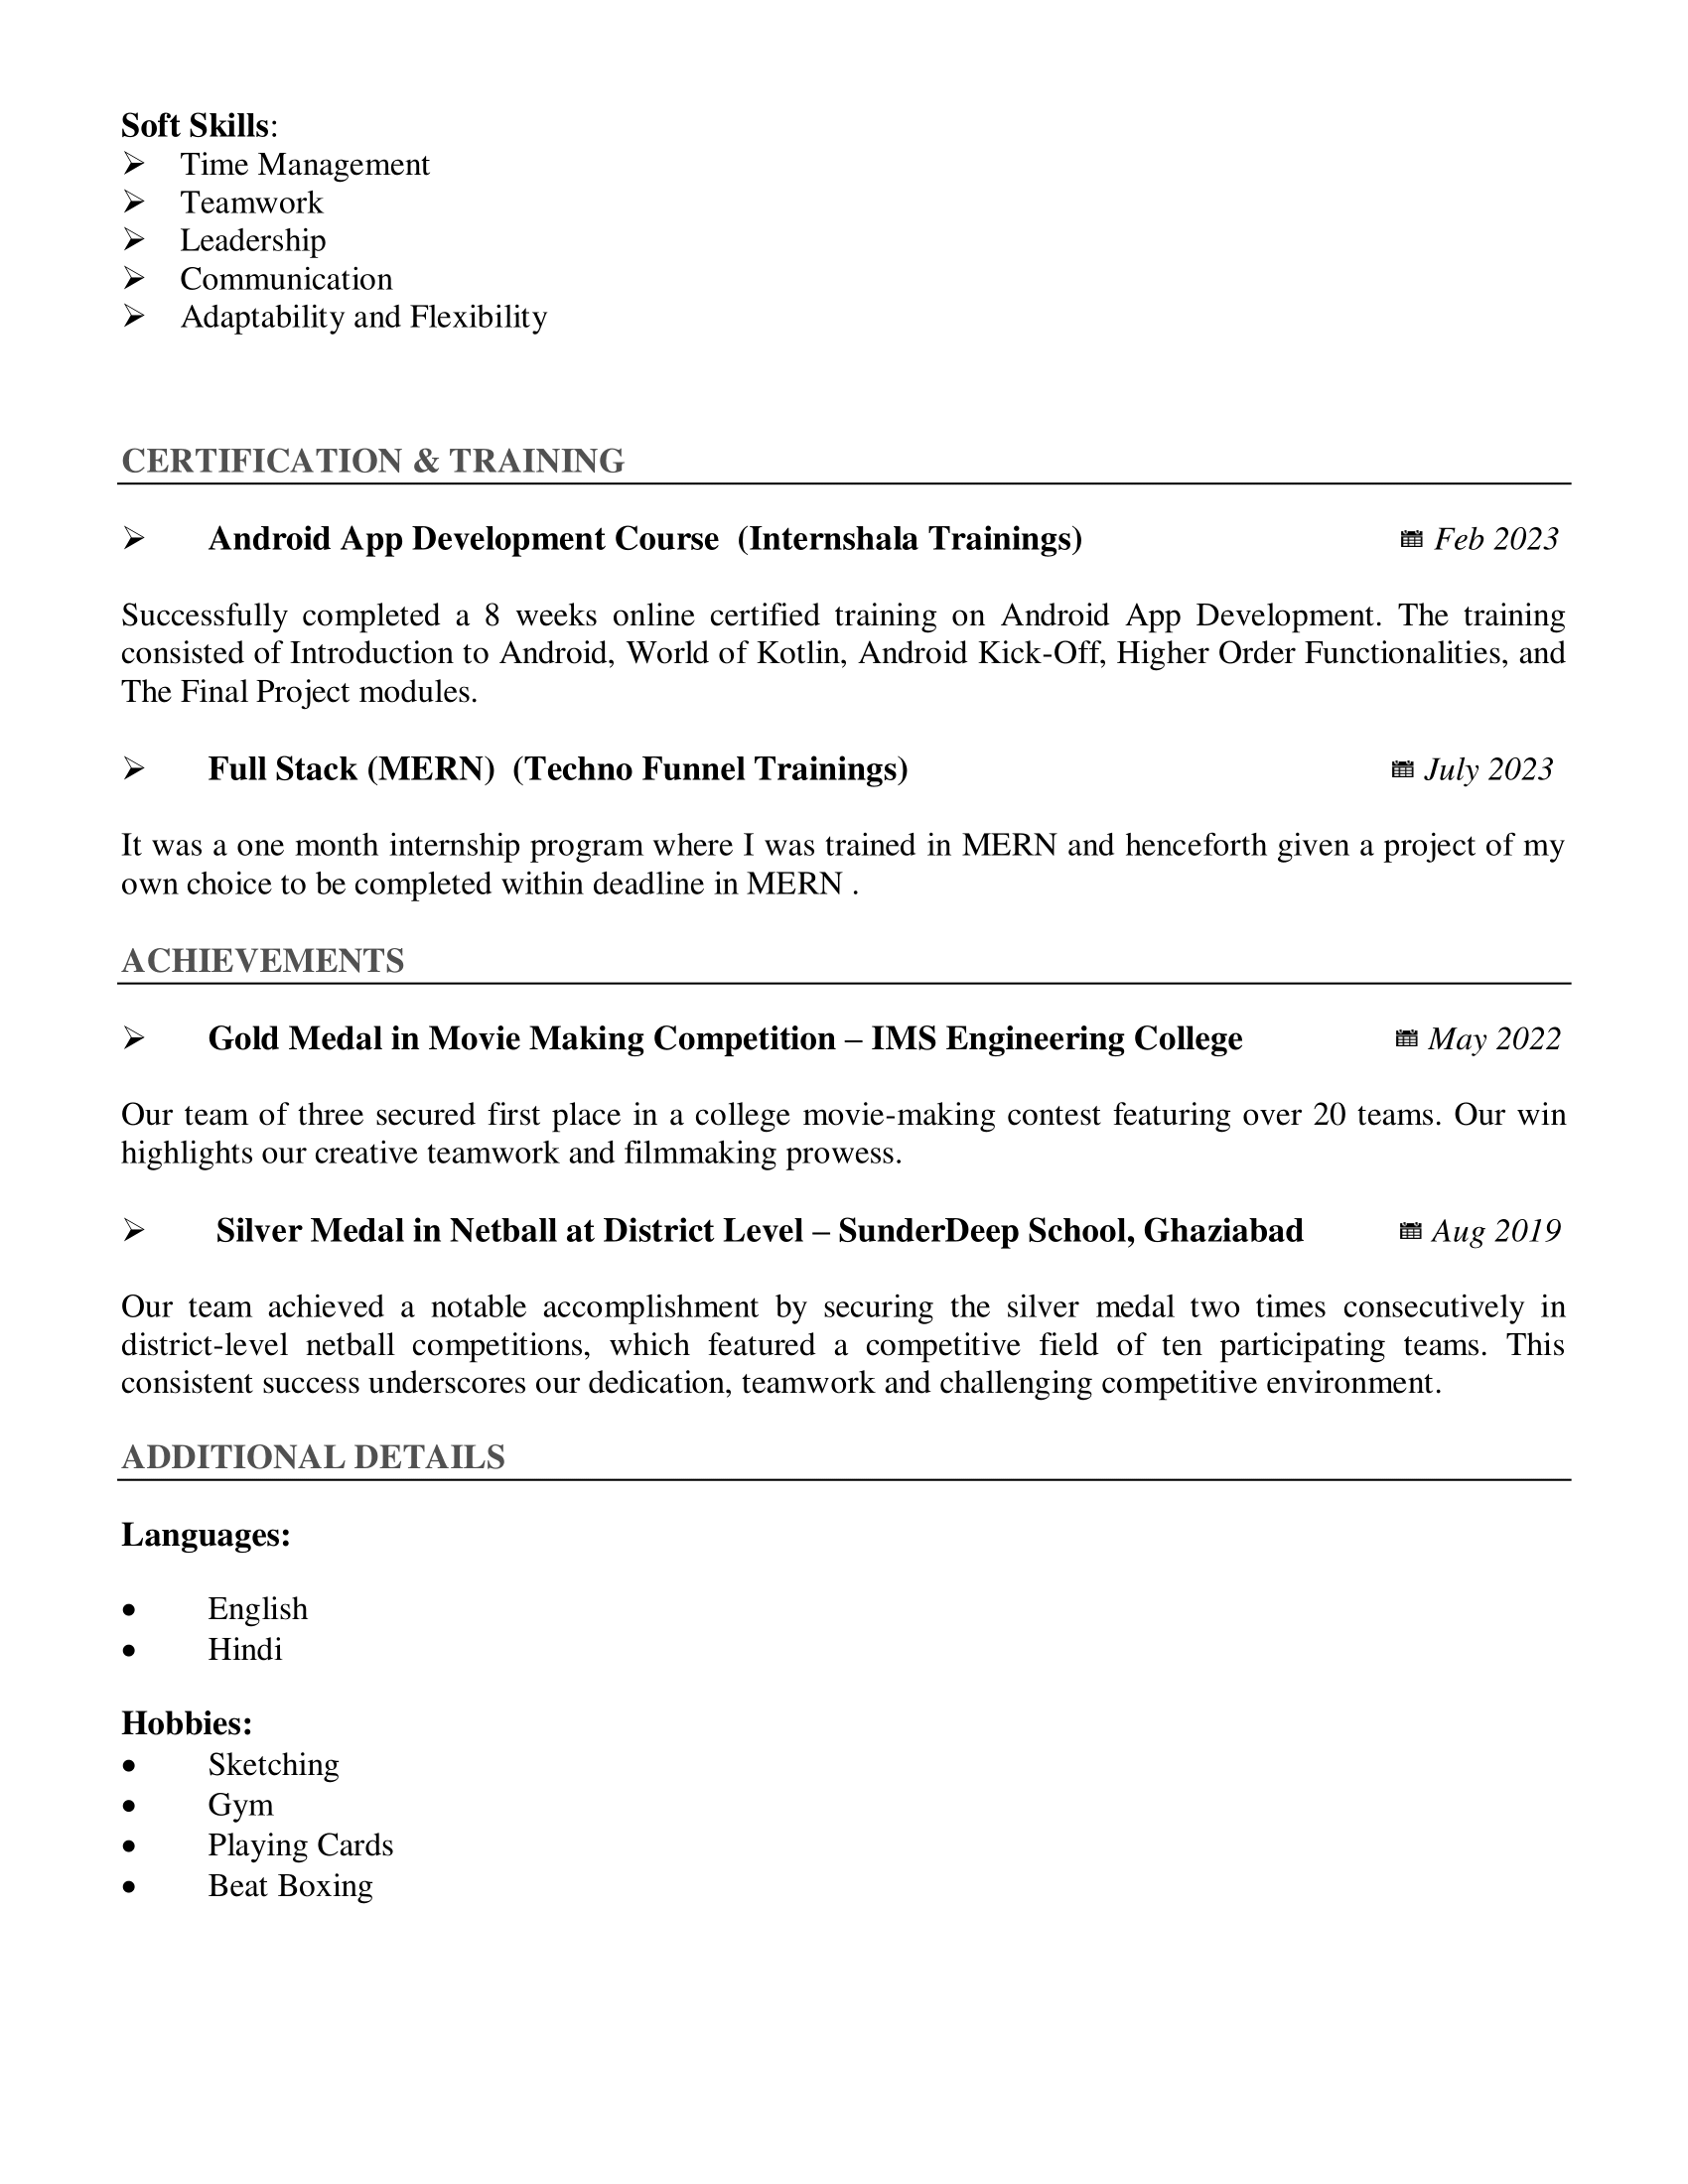 Soft Skills:
➢ Time Management
➢ Teamwork
➢ Leadership
➢ Communication
➢ Adaptability and Flexibility
CERTIFICATION & TRAINING
➢ Android App Development Course (Internshala Trainings) Feb 2023
Successfully completed a 8 weeks online certified training on Android App Development. The training
consisted of Introduction to Android, World of Kotlin, Android Kick-Off, Higher Order Functionalities, and
The Final Project modules.
➢ Full Stack (MERN) (Techno Funnel Trainings) July 2023
It was a one month internship program where I was trained in MERN and henceforth given a project of my
own choice to be completed within deadline in MERN .
ACHIEVEMENTS
➢ Gold Medal in Movie Making Competition – IMS Engineering College May 2022
Our team of three secured first place in a college movie-making contest featuring over 20 teams. Our win
highlights our creative teamwork and filmmaking prowess.
➢ Silver Medal in Netball at District Level – SunderDeep School, Ghaziabad Aug 2019
Our team achieved a notable accomplishment by securing the silver medal two times consecutively in
district-level netball competitions, which featured a competitive field of ten participating teams. This
consistent success underscores our dedication, teamwork and challenging competitive environment.
ADDITIONAL DETAILS
Languages:
• English
• Hindi
Hobbies:
• Sketching
• Gym
• Playing Cards
• Beat Boxing